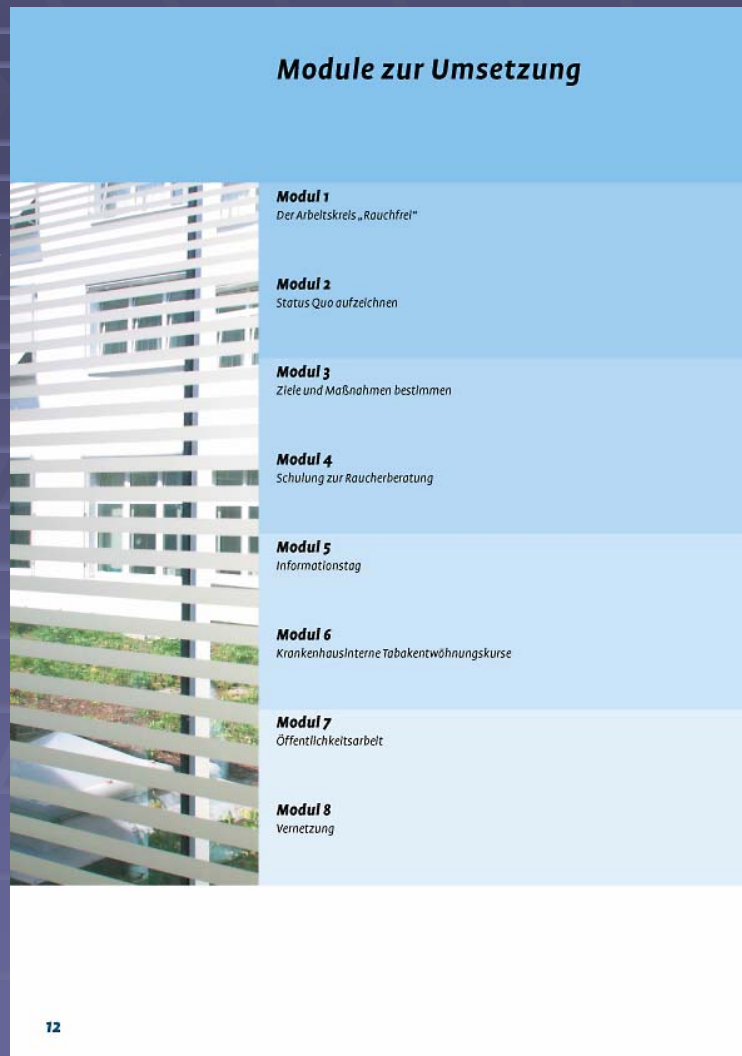 Module zur Umsetzung
Modul 1
Der Arbeitskreis „Rauchfrei“
Modul 2
Status Quo aufzeichnen
Modul 3
Ziele und Maßnahmen bestimmen
Modul 4
Schulung zur Raucherberatung
Modul 5
Informationstag
Modul 6
Krankenhausinterne Tabakentwöhnungskurse
Modul 7
Öffentlichkeitsarbeit
Modul 8
Vernetzung
12